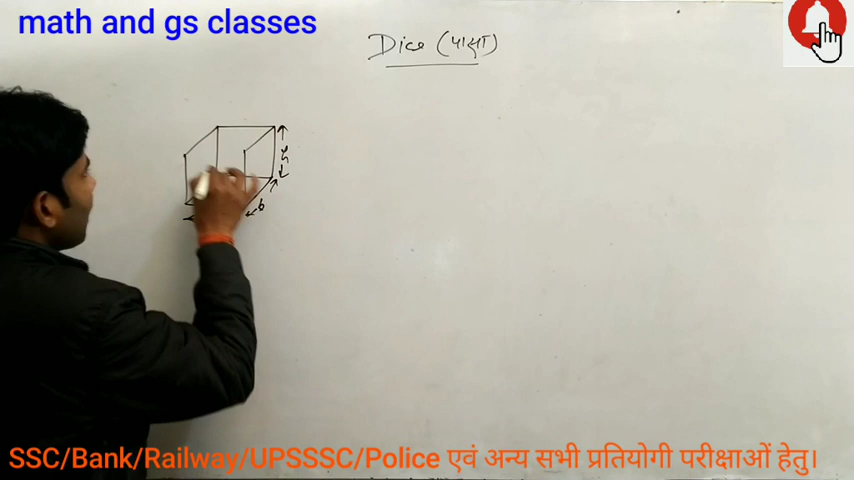 math and gs classes
Dice (पासा)
h
b
SSC/Bank/Railway/UPSSSC/Police एवं अन्य सभी प्रतियोगी परीक्षाओं हेतु।